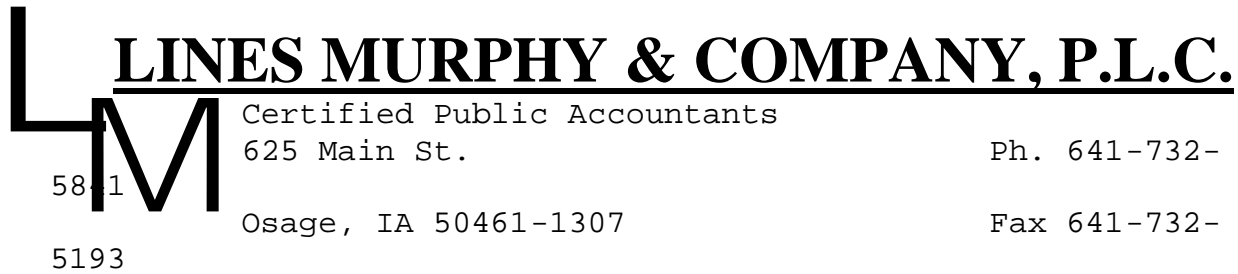 LM
LINES MURPHY & COMPANY, P.L.C.
Certified Public Accountants
625 Main St. Ph. 641-732-
5841
Osage, IA 50461-1307 Fax 641-732-
5193